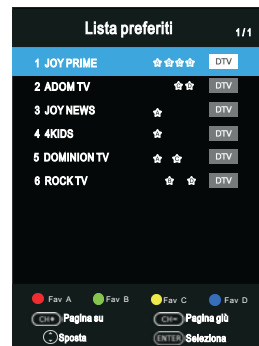 Lista preferiti 1/1
1 JOY PRIME DTV
2 ADOM TV DTV
3 JOY NEWS DTV
4 4KIDS DTV
5 DOMINION TV DTV
6 ROCK TV DTV
Fav A Fav B Fav C Fav D
CH+ Pagina su CH- Pagina giù
Sposta ENTER Seleziona